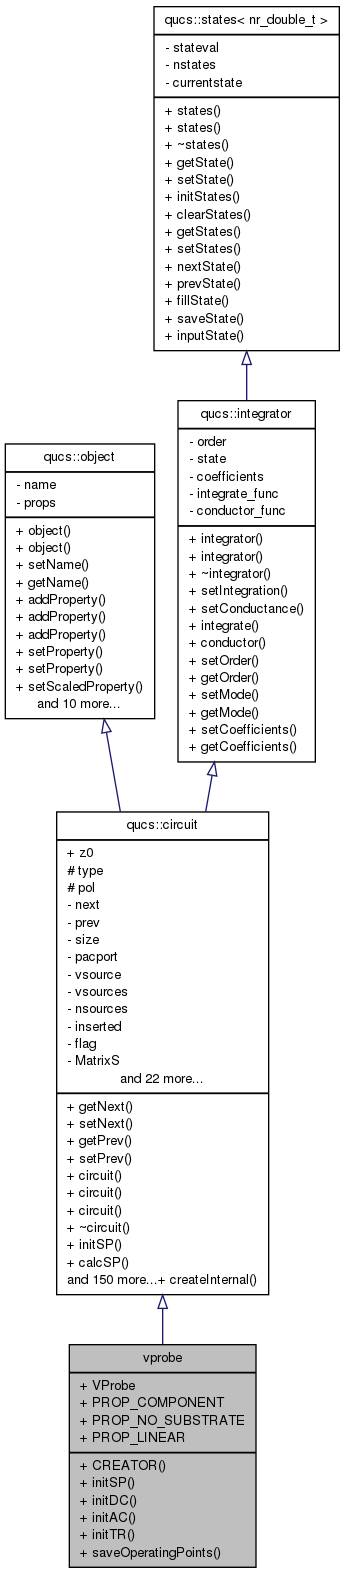 qucs::states< nr_double_t >
- stateval
- nstates
- currentstate
+ states()
+ states()
+ ~states()
+ getState()
+ setState()
+ initStates()
+ clearStates()
+ getStates()
+ setStates()
+ nextState()
+ prevState()
+ fillState()
+ saveState()
+ inputState()
qucs::integrator
- order
- state
- coefficients
- integrate_func
- conductor_func
+ integrator()
+ integrator()
+ ~integrator()
+ setIntegration()
+ setConductance()
+ integrate()
+ conductor()
+ setOrder()
+ getOrder()
+ setMode()
+ getMode()
+ setCoefficients()
+ getCoefficients()
qucs::object
- name
- props
+ object()
+ object()
+ setName()
+ getName()
+ addProperty()
+ addProperty()
+ addProperty()
+ setProperty()
+ setProperty()
+ setScaledProperty()
and 10 more...
qucs::circuit
+ z0
# type
# pol
- next
- prev
- size
- pacport
- vsource
- vsources
- nsources
- inserted
- flag
- MatrixS
and 22 more...
+ getNext()
+ setNext()
+ getPrev()
+ setPrev()
+ circuit()
+ circuit()
+ circuit()
+ ~circuit()
+ initSP()
+ calcSP()
and 150 more...+ createInternal()
vprobe
+ VProbe
+ PROP_COMPONENT
+ PROP_NO_SUBSTRATE
+ PROP_LINEAR
+ CREATOR()
+ initSP()
+ initDC()
+ initAC()
+ initTR()
+ saveOperatingPoints()